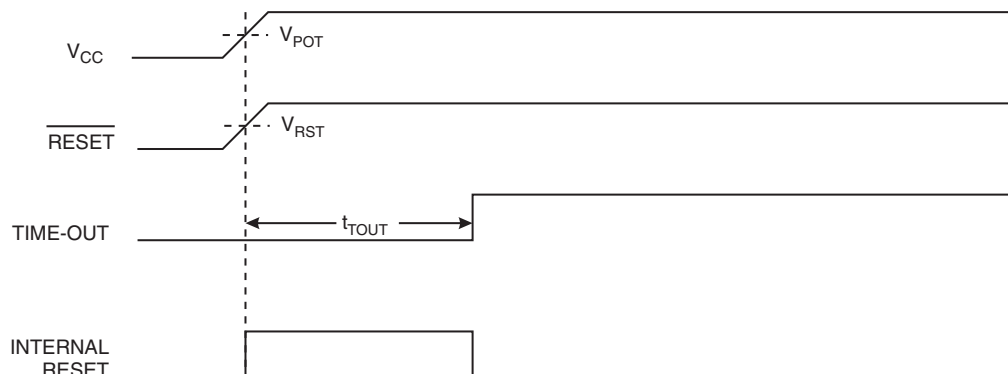 VCC
VPOT
RESET
VRST
TIME-OUT
tTOUT
INTERNAL
RESET